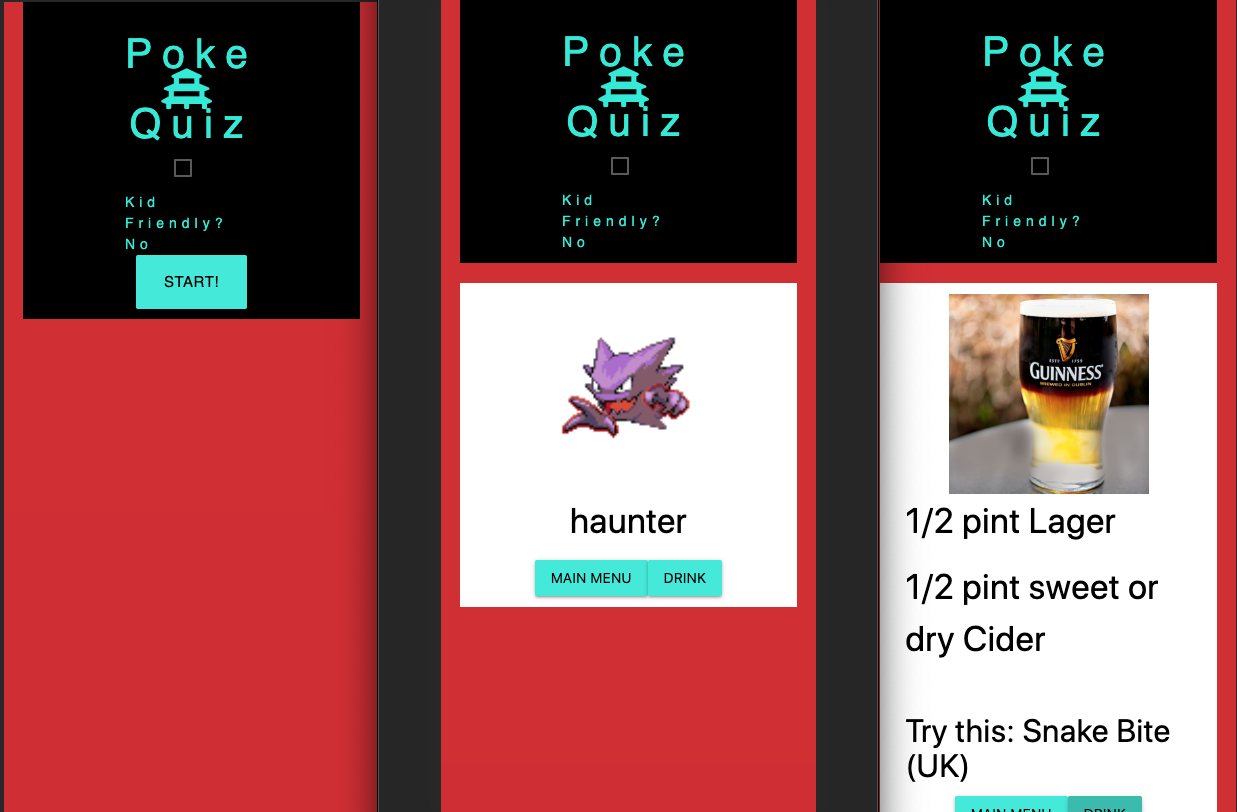 Poke
Quiz
Kid
Friendly?
No
START!
Poke
Quiz
Kid
Friendly?
No
haunter
MAIN MENU DRINK
Poke
Quiz
Kid
Friendly?
No
GUINNESS
1/2 pint Lager
1/2 pint sweet or
dry Cider
Try this: Snake Bite
(UK)
MAIN MENU DRINK